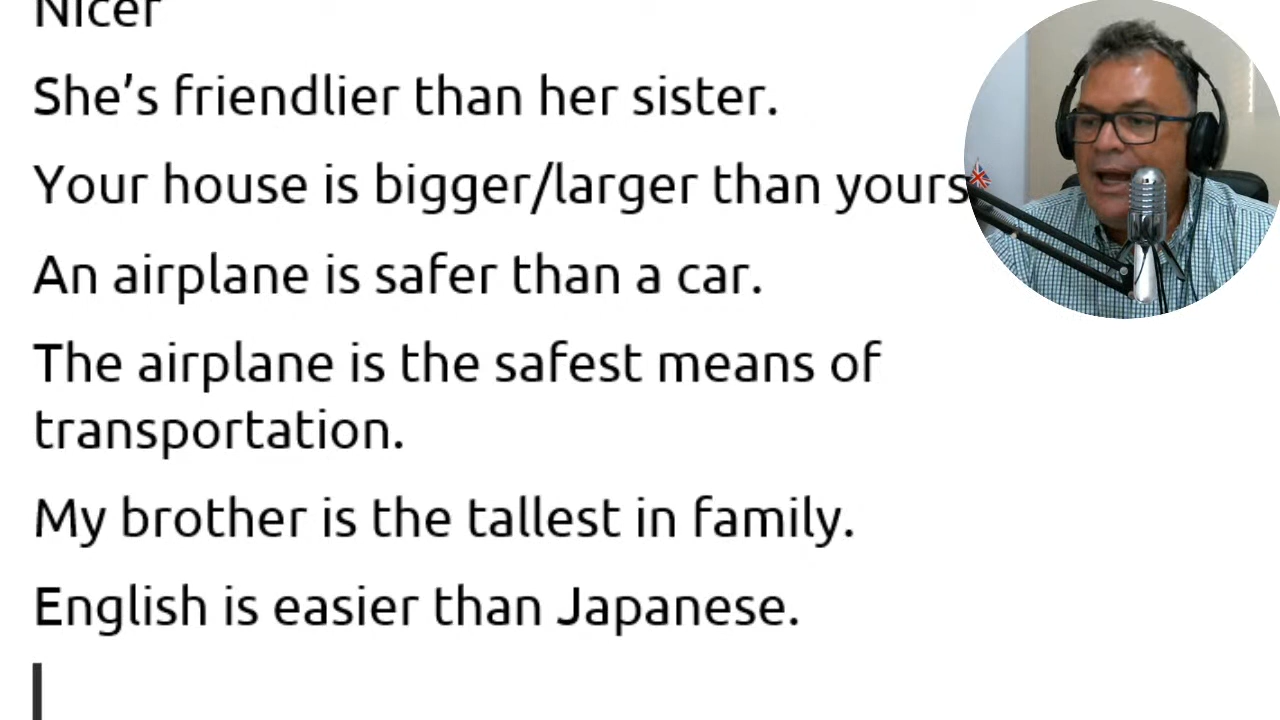 Nicer
She’s friendlier than her sister.
Your house is bigger/larger than yours
An airplane is safer than a car.
The airplane is the safest means of
transportation.
My brother is the tallest in family.
English is easier than Japanese.